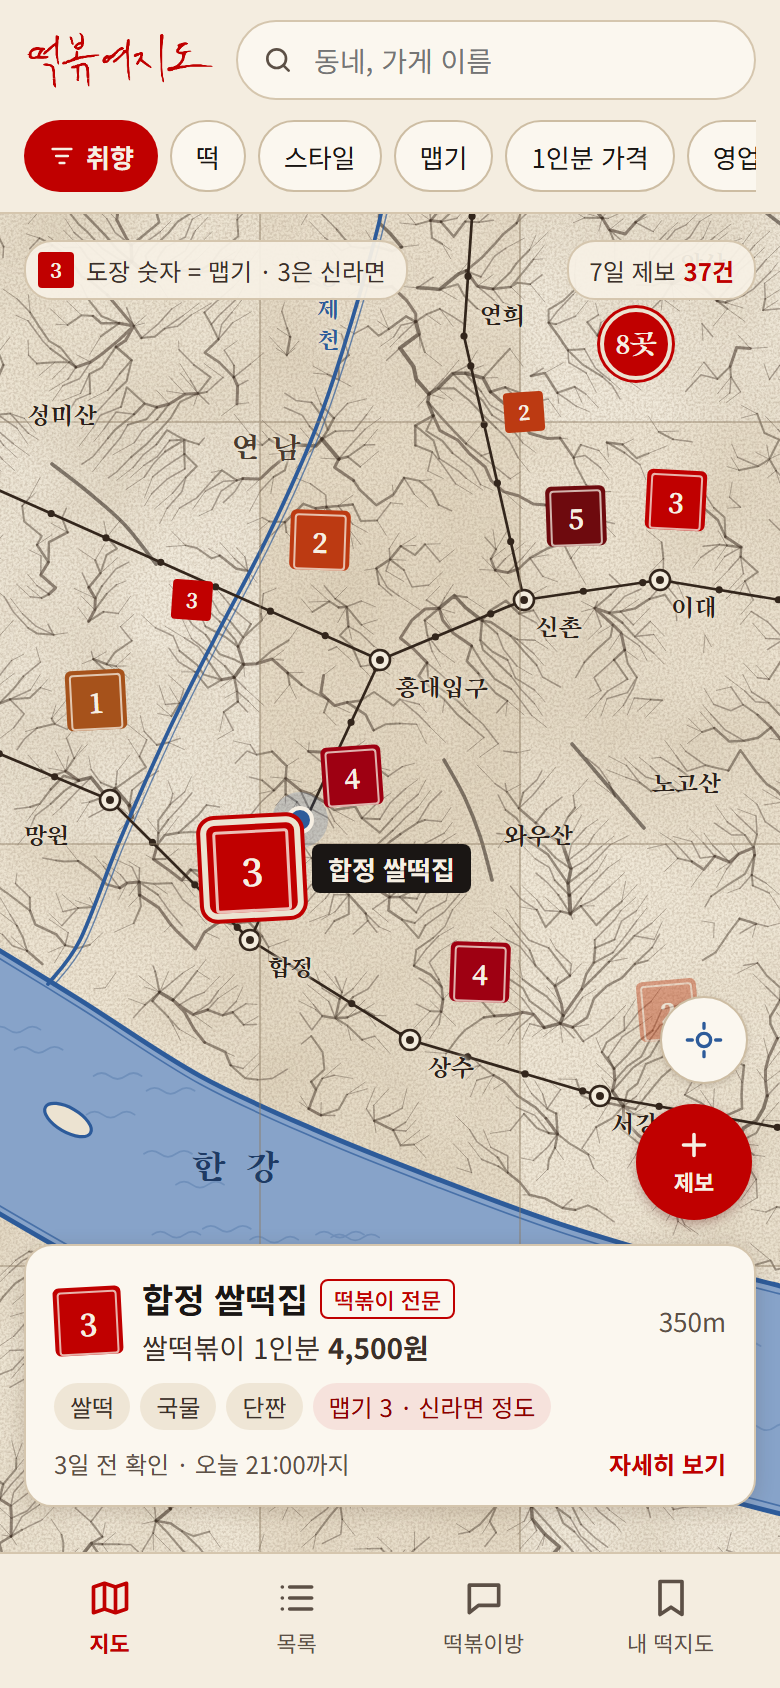 떡볶여지도
동네, 가게 이름
취향
떡
스타일
맵기
1인분 가격
영업
3 도장 숫자 = 맵기 · 3은 신라면
7일 제보 37건
제천
연희
8곳
성미산
2
연남
5
3
2
3
이대
신촌
홍대입구
1
4
노고산
망원
와우산
3
합정 쌀떡집
합정
4
상수
서강
제보
한강
3
합정 쌀떡집 떡볶이 전문
쌀떡볶이 1인분 4,500원
350m
쌀떡 국물 단짠 맵기 3 · 신라면 정도
3일 전 확인 · 오늘 21:00까지
자세히 보기
지도
목록
떡볶이방
내 떡지도